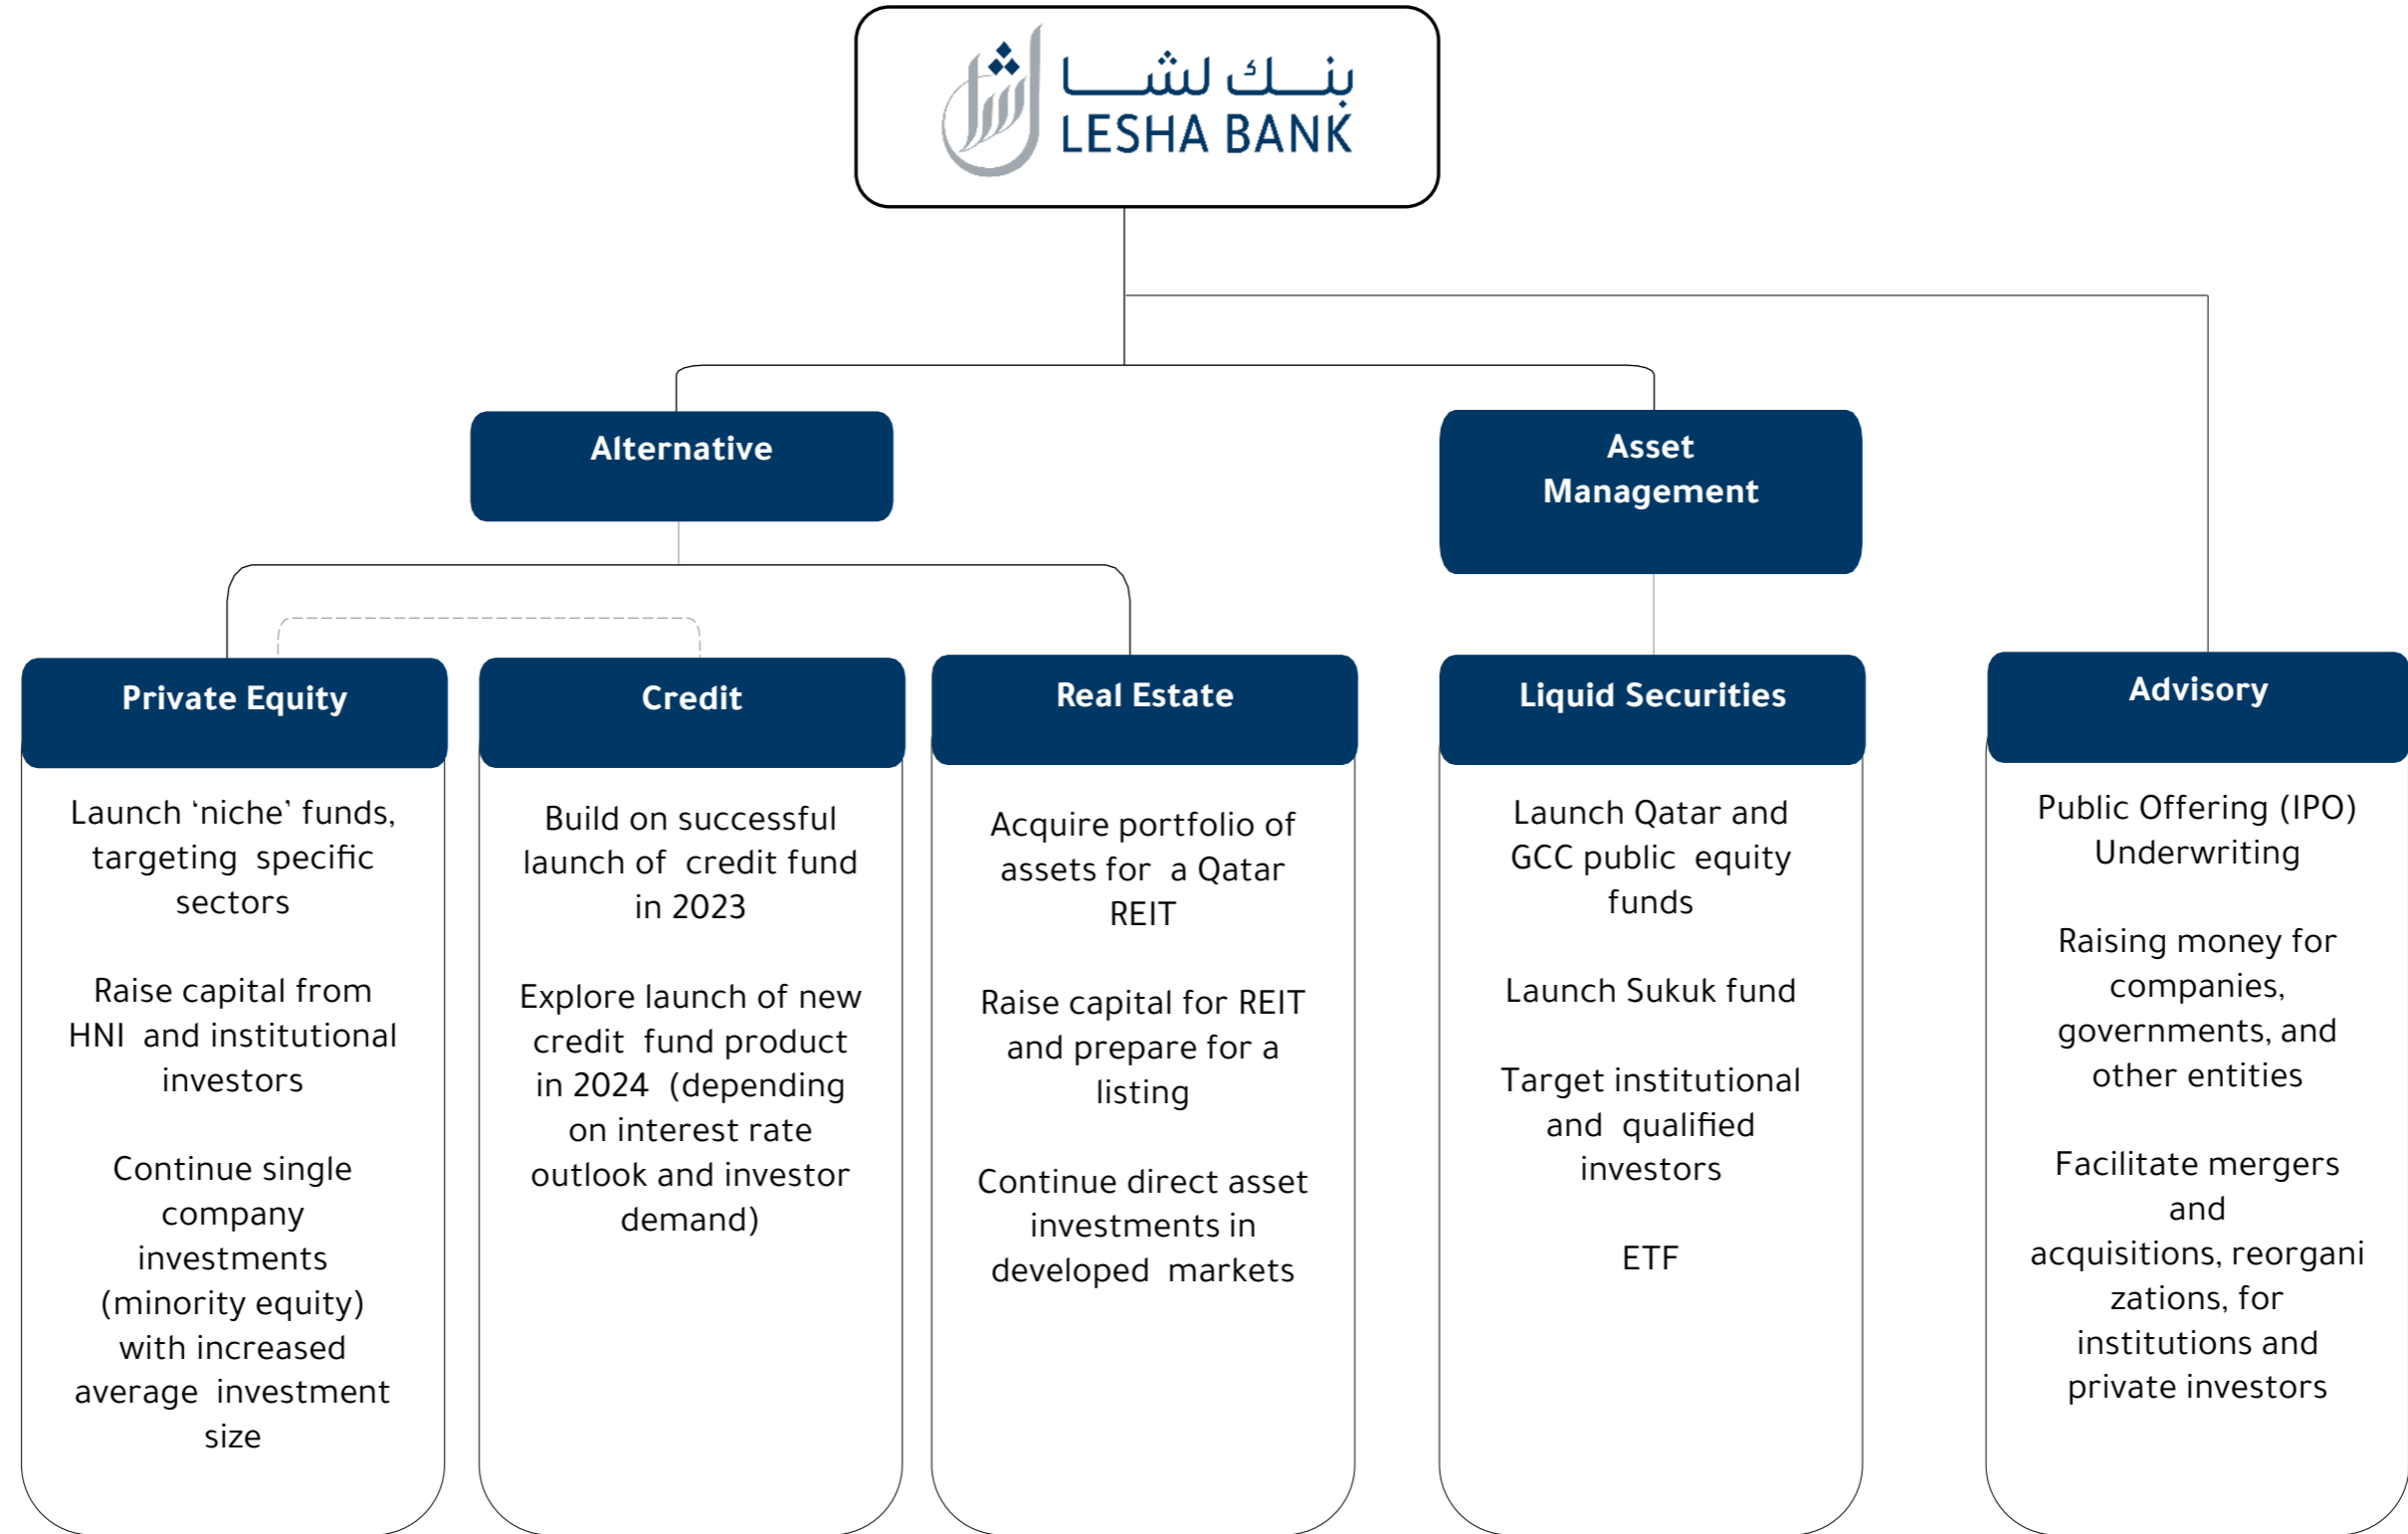 بنك لشا
LESHA BANK
Alternative
Asset
Management
Private Equity
Launch ‘niche’ funds,
targeting specific
sectors
Raise capital from
HNI and institutional
investors
Continue single
company
investments
(minority equity)
with increased
average investment
size
Credit
Build on successful
launch of credit fund
in 2023
Explore launch of new
credit fund product
in 2024 (depending
on interest rate
outlook and investor
demand)
Real Estate
Acquire portfolio of
assets for a Qatar
REIT
Raise capital for REIT
and prepare for a
listing
Continue direct asset
investments in
developed markets
Liquid Securities
Launch Qatar and
GCC public equity
funds
Launch Sukuk fund
Target institutional
and qualified
investors
ETF
Advisory
Public Offering (IPO)
Underwriting
Raising money for
companies,
governments, and
other entities
Facilitate mergers
and
acquisitions, reorgani
zations, for
institutions and
private investors